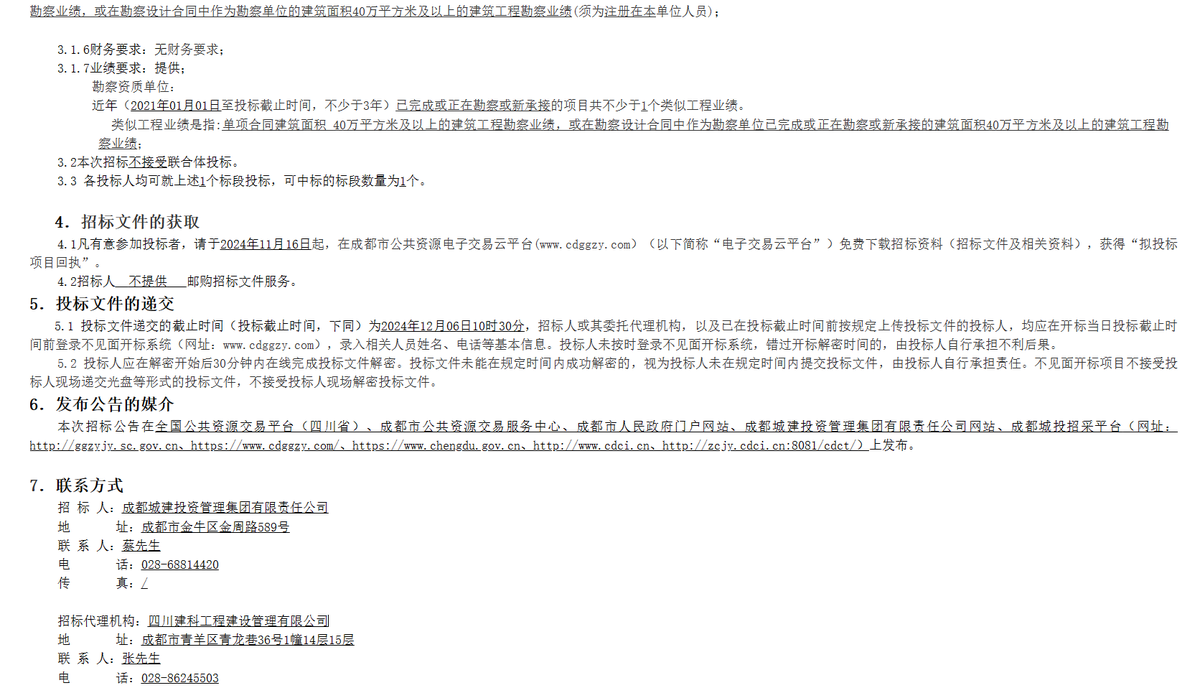 勘察业绩，或在勘察设计合同中作为勘察单位的建筑面积40万平方米及以上的建筑工程勘察业绩(须为注册在本单位人员)；
3.1.6财务要求：无财务要求；
3.1.7业绩要求：提供；
勘察资质单位：
近年（2021年01月01日至投标截止时间，不少于3年）已完成或正在勘察或新承接的项目共不少于1个类似工程业绩。
类似工程业绩是指:单项合同建筑面积 40万平方米及以上的建筑工程勘察业绩，或在勘察设计合同中作为勘察单位已完成或正在勘察或新承接的建筑面积40万平方米及以上的建筑工程勘
察业绩；
3.2本次招标不接受联合体投标。
3.3 各投标人均可就上述1个标段投标，可中标的标段数量为1个。
4．招标文件的获取
4.1凡有意参加投标者，请于2024年11月16日起，在成都市公共资源电子交易云平台(www.cdggzy.com）（以下简称“电子交易云平台”）免费下载招标资料（招标文件及相关资料），获得“拟投标
项目回执”。
4.2招标人 不提供 邮购招标文件服务。
5．投标文件的递交
5.1 投标文件递交的截止时间（投标截止时间，下同）为2024年12月06日10时30分，招标人或其委托代理机构，以及已在投标截止时间前按规定上传投标文件的投标人，均应在开标当日投标截止时
间前登录不见面开标系统（网址：www.cdggzy.com），录入相关人员姓名、电话等基本信息。投标人未按时登录不见面开标系统，错过开标解密时间的，由投标人自行承担不利后果。
5.2 投标人应在解密开始后30分钟内在线完成投标文件解密。投标文件未能在规定时间内成功解密的，视为投标人未在规定时间内提交投标文件，由投标人自行承担责任。不见面开标项目不接受投
标人现场递交光盘等形式的投标文件，不接受投标人现场解密投标文件。
6．发布公告的媒介
本次招标公告在全国公共资源交易平台（四川省）、成都市公共资源交易服务中心、成都市人民政府门户网站、成都城建投资管理集团有限责任公司网站、成都城投招采平台（网址：
http://ggzyjy.sc.gov.cn、https://www.cdggzy.com/、https://www.chengdu.gov.cn、http://www.cdci.cn、http://zcjy.cdci.cn:8081/cdct/）上发布。
7．联系方式
招 标 人：成都城建投资管理集团有限责任公司
地 址：成都市金牛区金周路589号
联 系 人：蔡先生
电 话：028-68814420
传 真：/
招标代理机构：四川建科工程建设管理有限公司
地 址：成都市青羊区青龙巷36号1幢14层15层
联 系 人：张先生
电 话：028-86245503